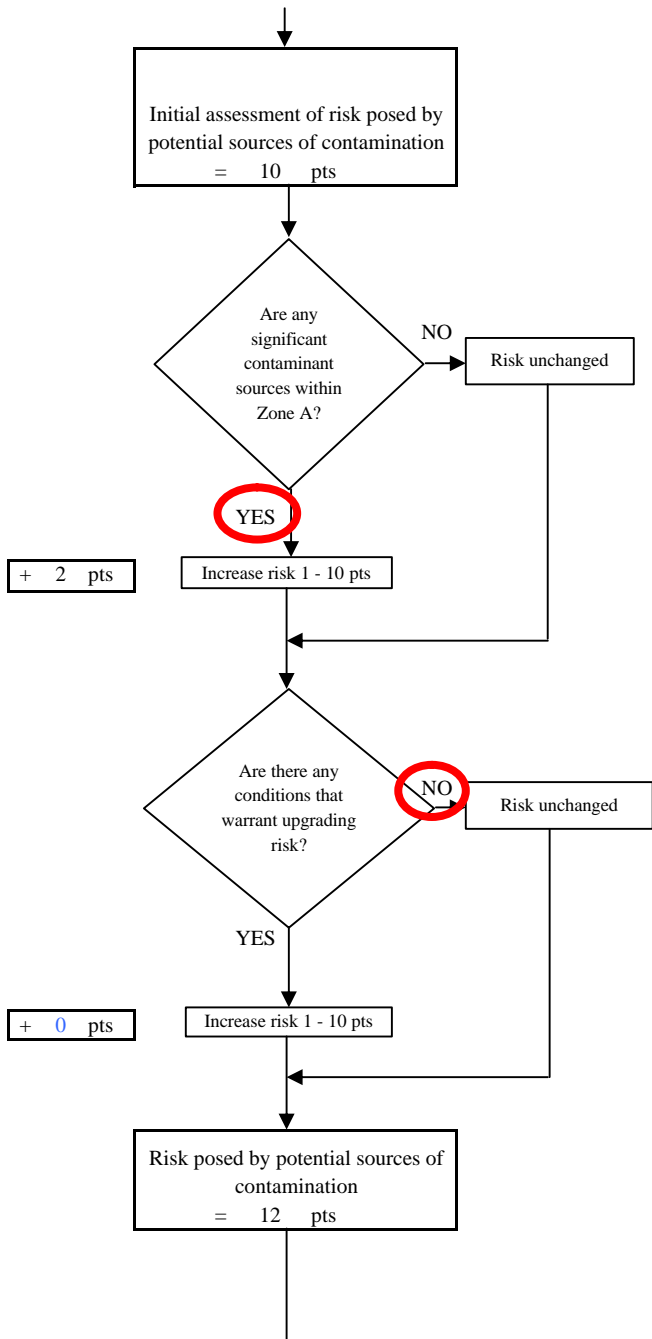 Initial assessment of risk posed by
potential sources of contamination
= 10 pts
Are any
significant
contaminant
sources within
Zone A?
NO
Risk unchanged
YES
+ 2 pts
Increase risk 1 - 10 pts
Are there any
conditions that
warrant upgrading
risk?
NO
Risk unchanged
YES
+ 0 pts
Increase risk 1 - 10 pts
Risk posed by potential sources of
contamination
= 12 pts